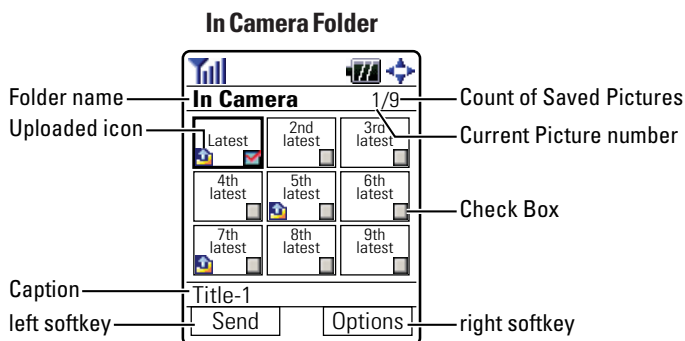 In Camera Folder
Folder name
In Camera 1/9
Count of Saved Pictures
Uploaded icon
Current Picture number
Latest
2nd latest
3rd latest
4th latest
5th latest
6th latest
Check Box
7th latest
8th latest
9th latest
Caption
Title-1
left softkey
Send
Options
right softkey